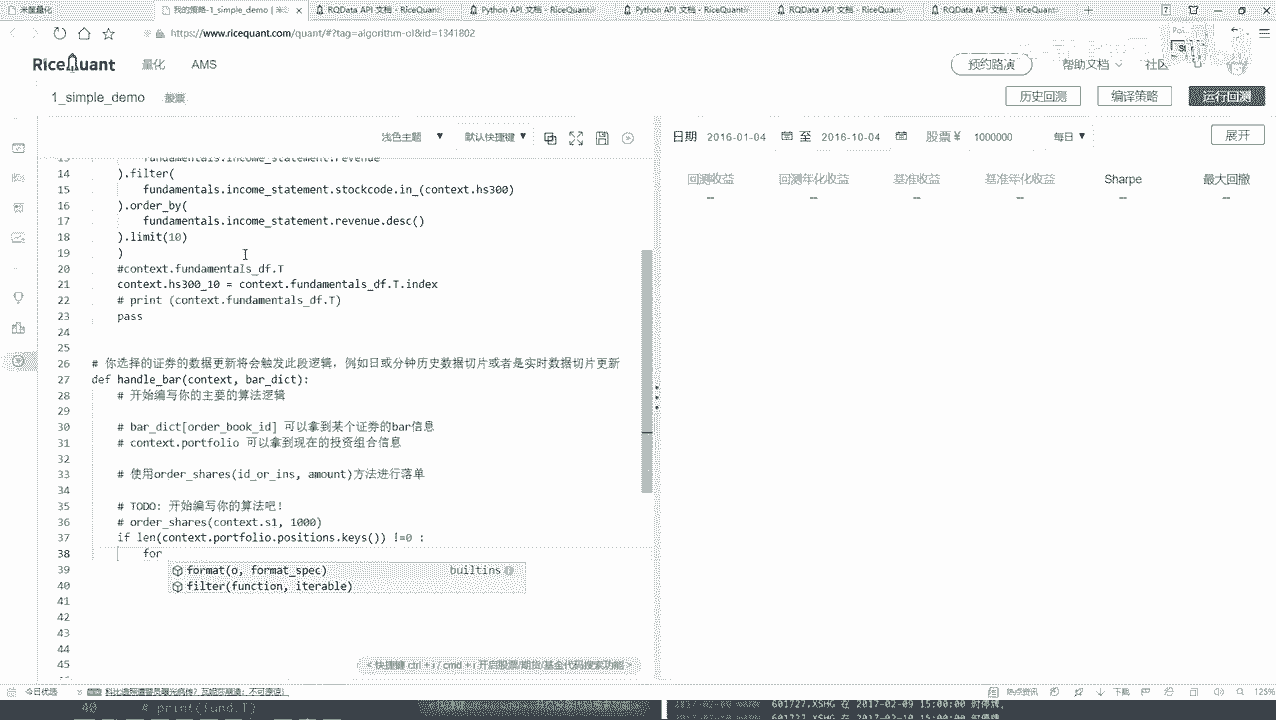 米筐量化
我的策略-1_simple_demo
RQData API 文档 - RiceQuant
Python API 文档 - RiceQuant
Python API 文档 - RiceQuant
RQData API 文档 - RiceQuant
RQData API 文档 - RiceQuant
https://www.ricequant.com/quant/#?tag=algorithm-ol&id=1341802
RiceQuant
量化
AMS
预约路演
帮助文档
社区
1_simple_demo
股票
历史回测
编译策略
运行回测
浅色主题
默认快捷键
日期 2016-01-04 至 2016-10-04 股票 ¥ 1000000 每日
展开
回测收益 回测年化收益 基准收益 基准年化收益 Sharpe 最大回撤
-- -- -- -- -- --
13 fundamentals.income_statement.revenue
14 ).filter(
15 fundamentals.income_statement.stockcode.in_(context.hs300)
16 ).order_by(
17 fundamentals.income_statement.revenue.desc()
18 ).limit(10)
19 )
20 #context.fundamentals_df.T
21 context.hs300_10 = context.fundamentals_df.T.index
22 # print (context.fundamentals_df.T)
23 pass
24
25
26 # 你选择的证券的数据更新将会触发此段逻辑，例如日或分钟历史数据切片或者是实时数据切片更新
27 def handle_bar(context, bar_dict):
28 # 开始编写你的主要的算法逻辑
29
30 # bar_dict[order_book_id] 可以拿到某个证券的bar信息
31 # context.portfolio 可以拿到现在的投资组合信息
32
33 # 使用order_shares(id_or_ins, amount)方法进行落单
34
35 # TODO: 开始编写你的算法吧！
36 # order_shares(context.s1, 1000)
37 if len(context.portfolio.positions.keys()) !=0 :
38 for
39 format(o, format_spec) builtins
40 filter(function, iterable)
41
42
43
44
45
< 快捷键 ctrl + i / cmd + i 开启股票/期货/基金代码搜索功能 >
今日优选
热点资讯
下载
125%
40 # print(fund.T)
601727.XSHG 在 2017-02-09 15:00:00 时停牌.
601727.XSHG 在 2017-02-10 15:00:00 时停牌.